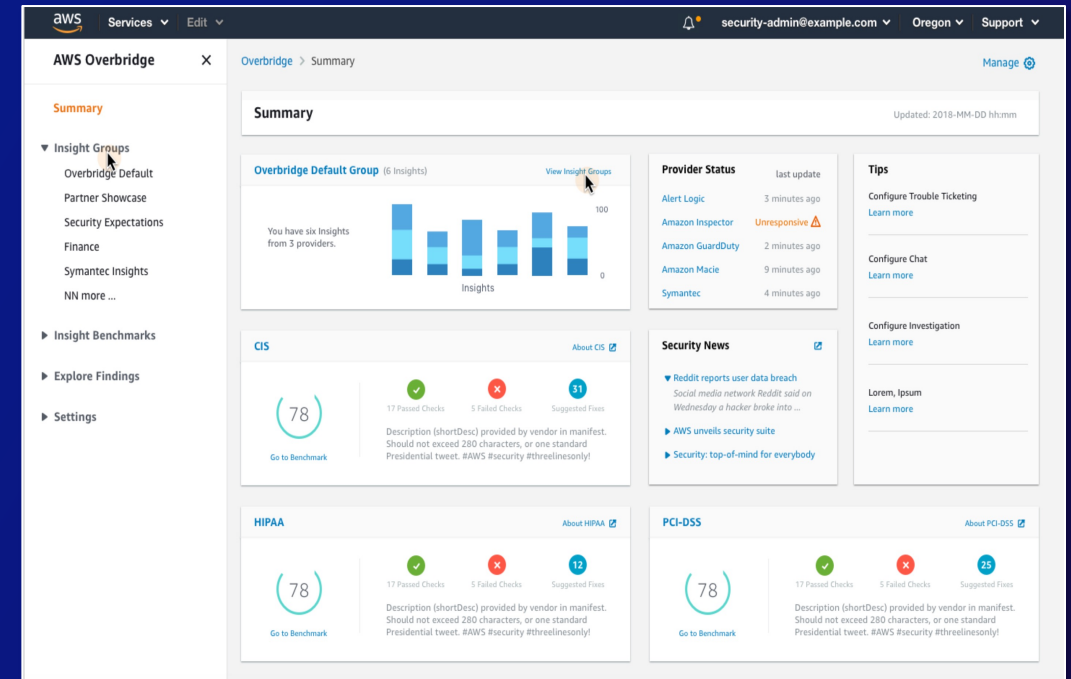 aws Services Edit security-admin@example.com Oregon Support
AWS Overbridge
Overbridge > Summary
Manage
Summary
Insight Groups
Overbridge Default
Partner Showcase
Security Expectations
Finance
Symantec Insights
NN more ...
Insight Benchmarks
Explore Findings
Settings
Summary
Updated: 2018-MM-DD hh:mm
Overbridge Default Group (6 Insights)
View Insight Groups
You have six Insights
from 3 providers.
100
0
Insights
Provider Status last update
Alert Logic 3 minutes ago
Amazon Inspector Unresponsive
Amazon GuardDuty 2 minutes ago
Amazon Macie 9 minutes ago
Symantec 4 minutes ago
Tips
Configure Trouble Ticketing
Learn more
Configure Chat
Learn more
Configure Investigation
Learn more
Lorem, Ipsum
Learn more
CIS
About CIS
78
Go to Benchmark
31
17 Passed Checks 5 Failed Checks Suggested Fixes
Description (shortDesc) provided by vendor in manifest.
Should not exceed 280 characters, or one standard
Presidential tweet. #AWS #security #threelinesonly!
Security News
Reddit reports user data breach
Social media network Reddit said on
Wednesday a hacker broke into ...
AWS unveils security suite
Security: top-of-mind for everybody
HIPAA
About HIPAA
78
Go to Benchmark
12
17 Passed Checks 5 Failed Checks Suggested Fixes
Description (shortDesc) provided by vendor in manifest.
Should not exceed 280 characters, or one standard
Presidential tweet. #AWS #security #threelinesonly!
PCI-DSS
About PCI-DSS
78
Go to Benchmark
25
17 Passed Checks 5 Failed Checks Suggested Fixes
Description (shortDesc) provided by vendor in manifest.
Should not exceed 280 characters, or one standard
Presidential tweet. #AWS #security #threelinesonly!